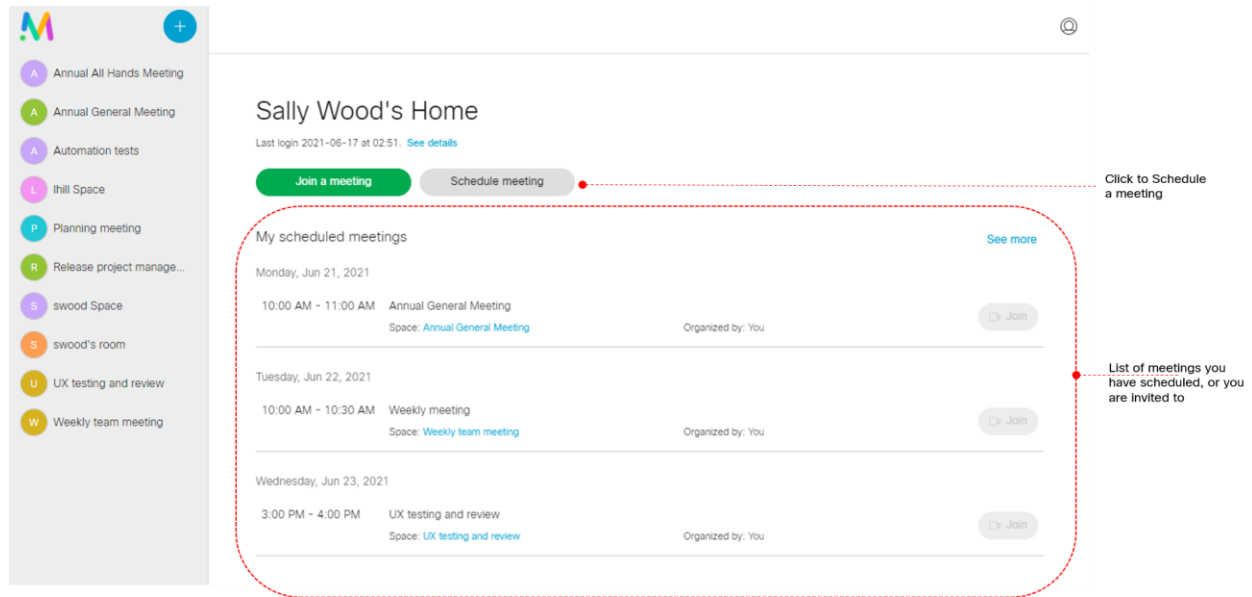 +
A Annual All Hands Meeting
A Annual General Meeting
A Automation tests
L lhill Space
P Planning meeting
R Release project manage...
S swood Space
S swood's room
U UX testing and review
W Weekly team meeting
Sally Wood's Home
Last login 2021-06-17 at 02:51. See details
Join a meeting Schedule meeting
Click to Schedule
a meeting
My scheduled meetings See more
Monday, Jun 21, 2021
10:00 AM - 11:00 AM Annual General Meeting
Space: Annual General Meeting Organized by: You Join
Tuesday, Jun 22, 2021
10:00 AM - 10:30 AM Weekly meeting
Space: Weekly team meeting Organized by: You Join
Wednesday, Jun 23, 2021
3:00 PM - 4:00 PM UX testing and review
Space: UX testing and review Organized by: You Join
List of meetings you
have scheduled, or you
are invited to